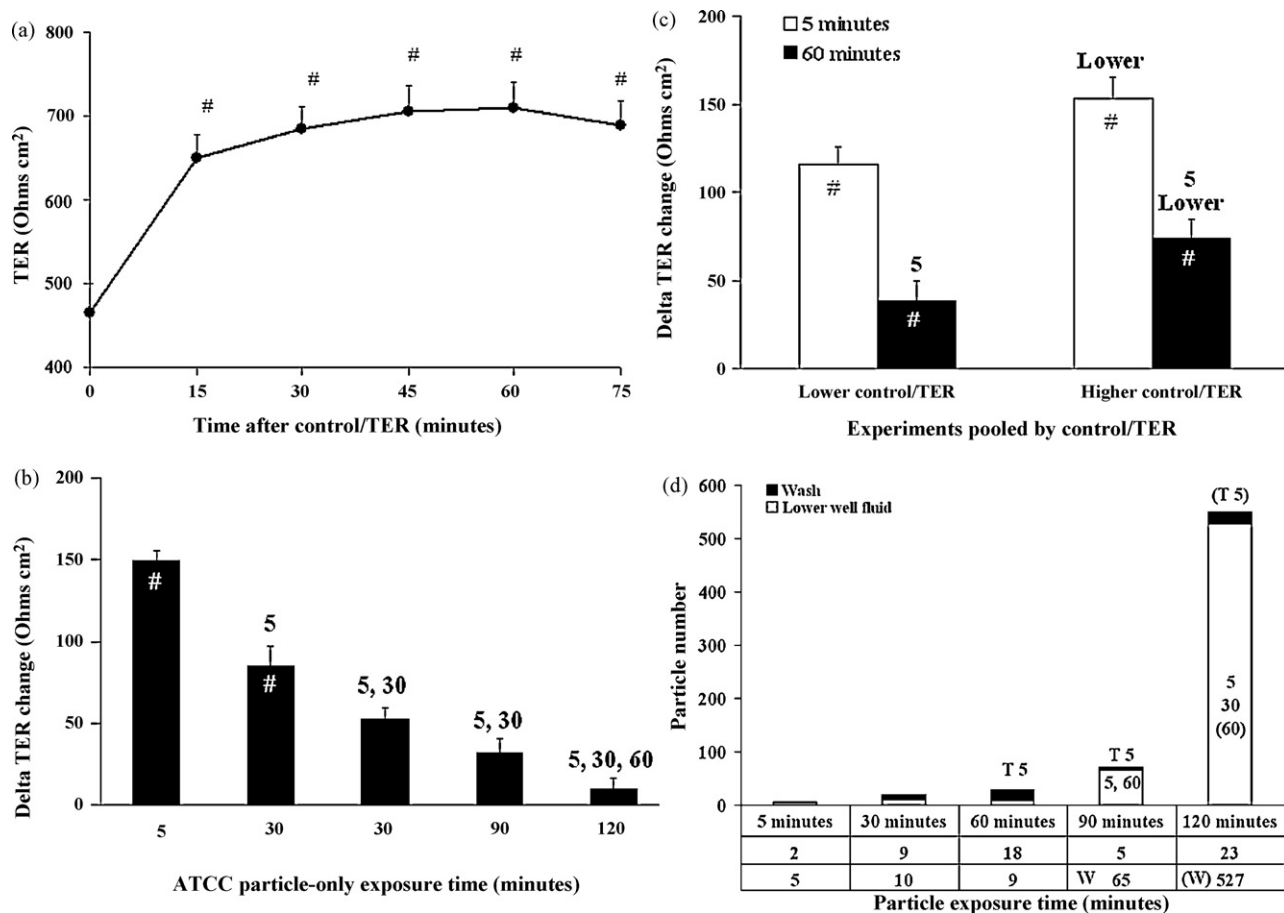 (a)
800
700
600
500
400
TER (Ohms cm²)
# # # # #
0 15 30 45 60 75
Time after control/TER (minutes)
(b)
200
150
100
50
0
Delta TER change (Ohms cm²)
#
5
#
5, 30
5, 30
5, 30, 60
5 30 30 90 120
ATCC particle-only exposure time (minutes)
(c)
200
150
100
50
0
Delta TER change (Ohms cm²)
5 minutes
60 minutes
#
5
#
Lower
#
5
Lower
#
Lower control/TER Higher control/TER
Experiments pooled by control/TER
(d)
600
500
400
300
200
100
0
Particle number
Wash
Lower well fluid
T 5
T 5
5, 60
(T 5)
5
30
(60)
5 minutes 30 minutes 60 minutes 90 minutes 120 minutes
2 9 18 5 23
5 10 9 W 65 (W) 527
Particle exposure time (minutes)